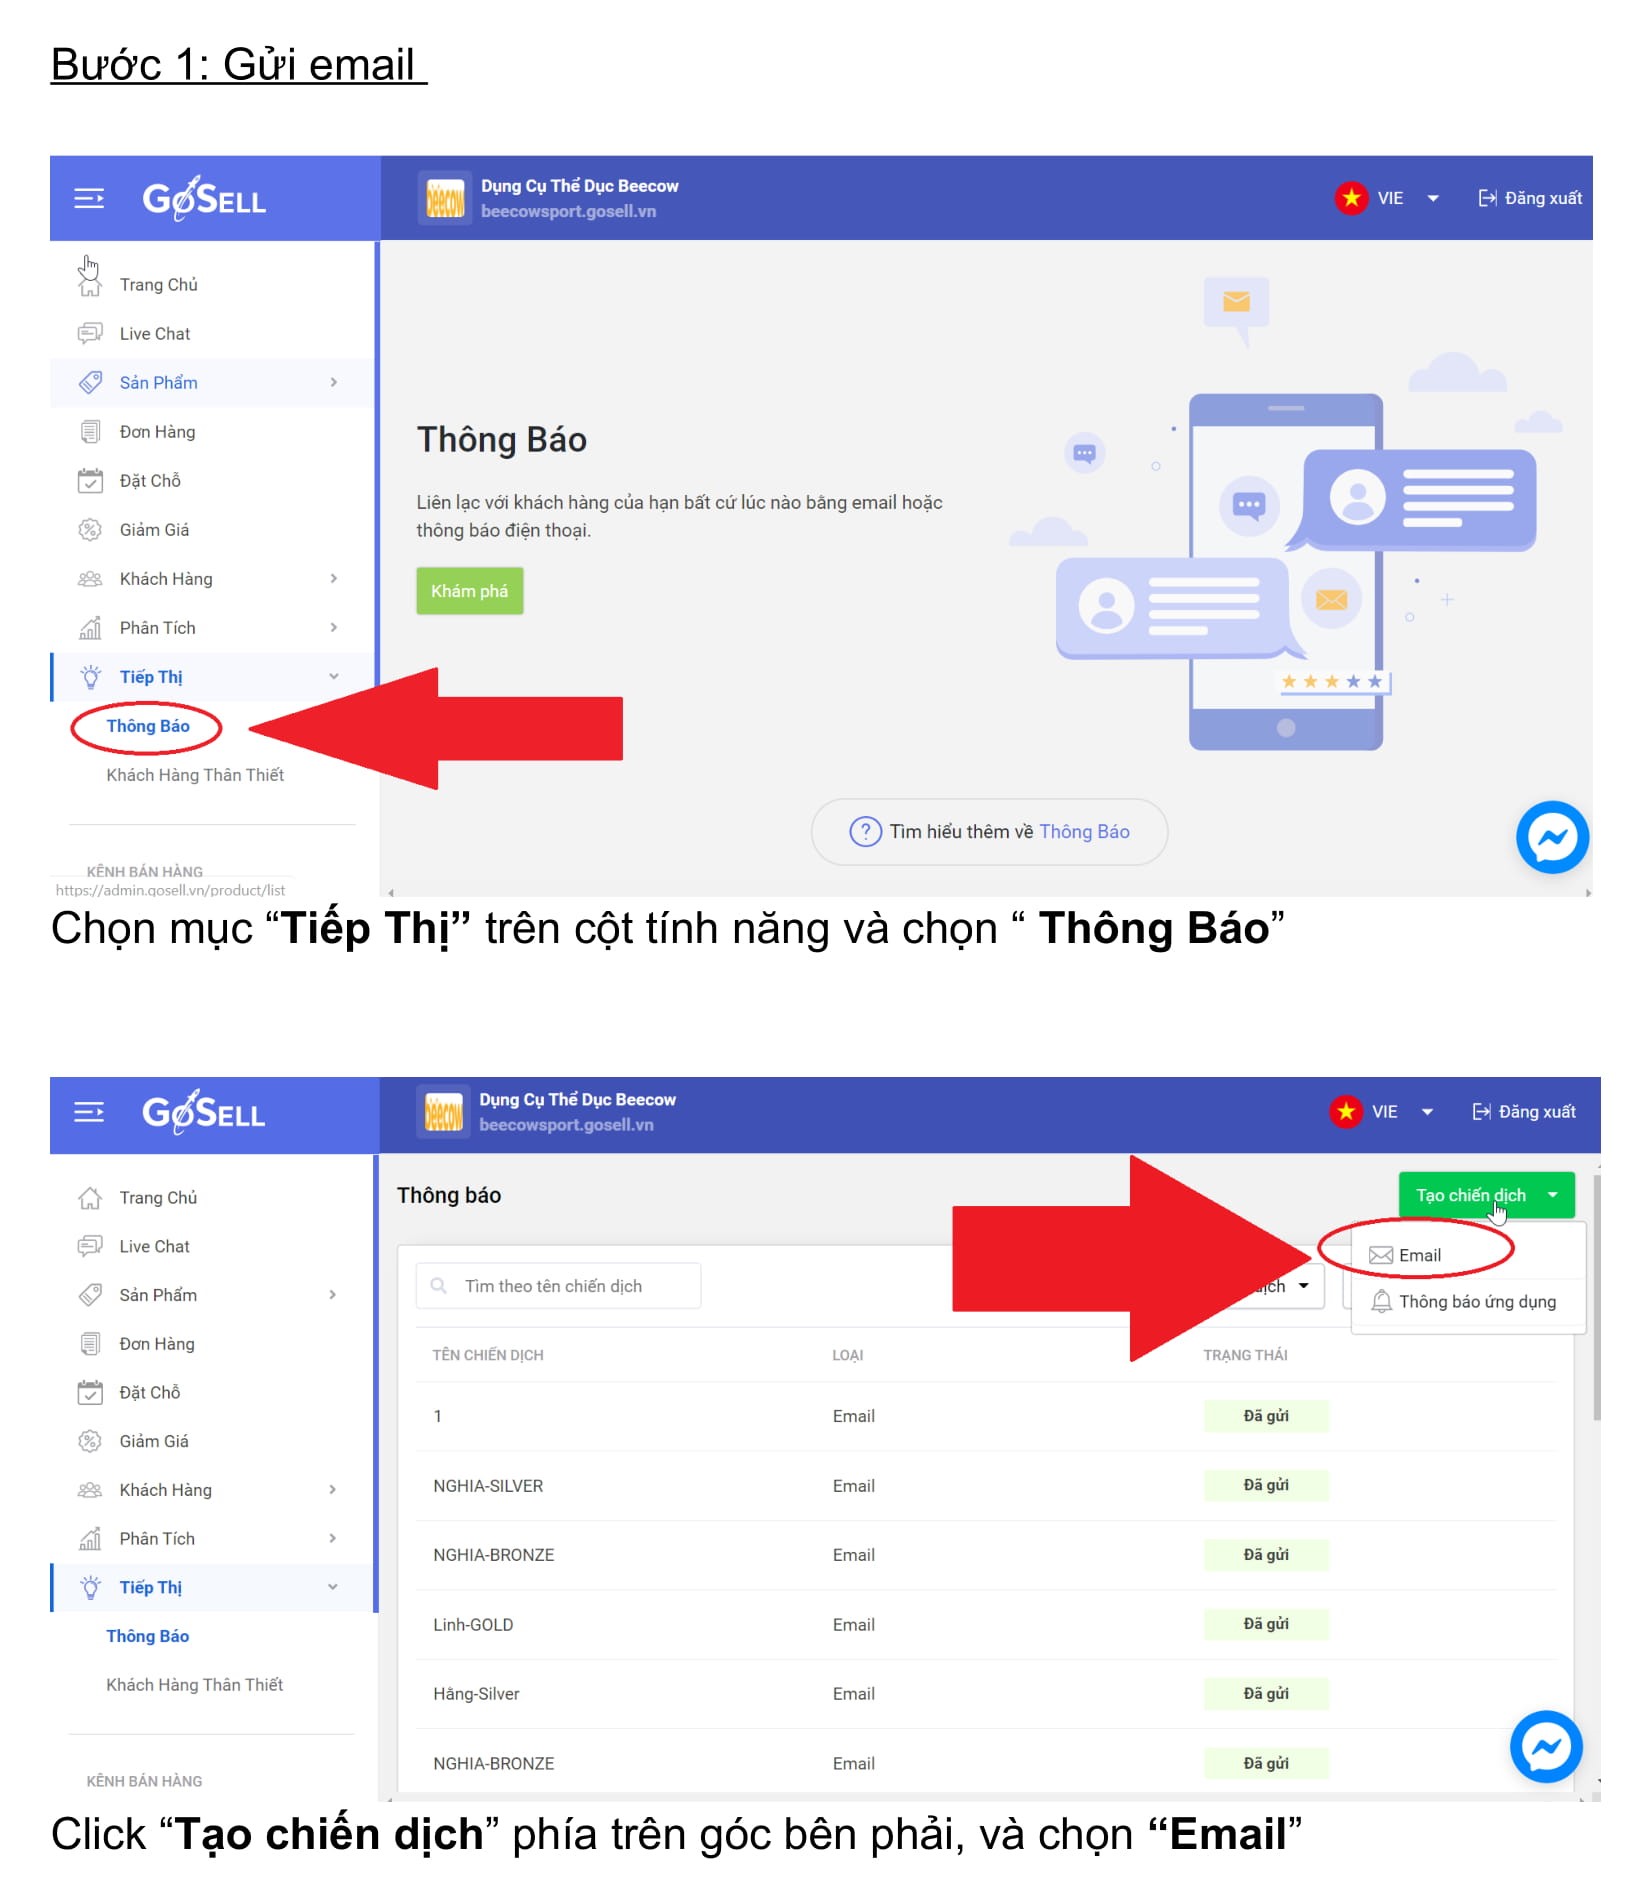 Bước 1: Gửi email
GOSELL
Dụng Cụ Thể Dục Beecow
beecowsport.gosell.vn
beecow
VIE
Đăng xuất
Trang Chủ
Live Chat
Sản Phẩm
Đơn Hàng
Đặt Chỗ
Giảm Giá
Khách Hàng
Phân Tích
Tiếp Thị
Thông Báo
Khách Hàng Thân Thiết
KÊNH BÁN HÀNG
https://admin.gosell.vn/product/list
Thông Báo
Liên lạc với khách hàng của hạn bất cứ lúc nào bằng email hoặc
thông báo điện thoại.
Khám phá
Tìm hiểu thêm về Thông Báo
Chọn mục “Tiếp Thị” trên cột tính năng và chọn “ Thông Báo”
GOSELL
Dụng Cụ Thể Dục Beecow
beecowsport.gosell.vn
beecow
VIE
Đăng xuất
Trang Chủ
Live Chat
Sản Phẩm
Đơn Hàng
Đặt Chỗ
Giảm Giá
Khách Hàng
Phân Tích
Tiếp Thị
Thông Báo
Khách Hàng Thân Thiết
KÊNH BÁN HÀNG
Thông báo
Tạo chiến dịch
Email
Thông báo ứng dụng
Tìm theo tên chiến dịch
TÊN CHIẾN DỊCH LOẠI TRẠNG THÁI
1 Email Đã gửi
NGHIA-SILVER Email Đã gửi
NGHIA-BRONZE Email Đã gửi
Linh-GOLD Email Đã gửi
Hằng-Silver Email Đã gửi
NGHIA-BRONZE Email Đã gửi
Click “Tạo chiến dịch” phía trên góc bên phải, và chọn “Email”